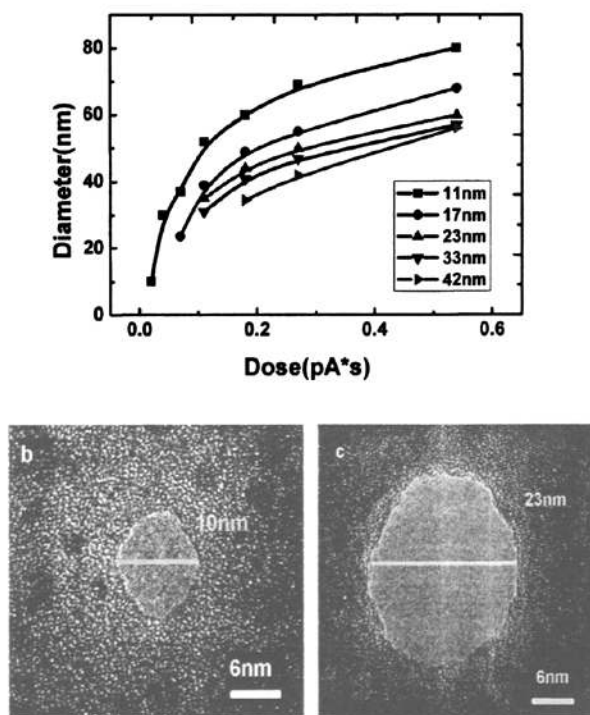 80
60
40
20
0
Diameter(nm)
11nm
17nm
23nm
33nm
42nm
0.0
0.2
0.4
0.6
Dose(pA*s)
b
10nm
6nm
c
23nm
6nm